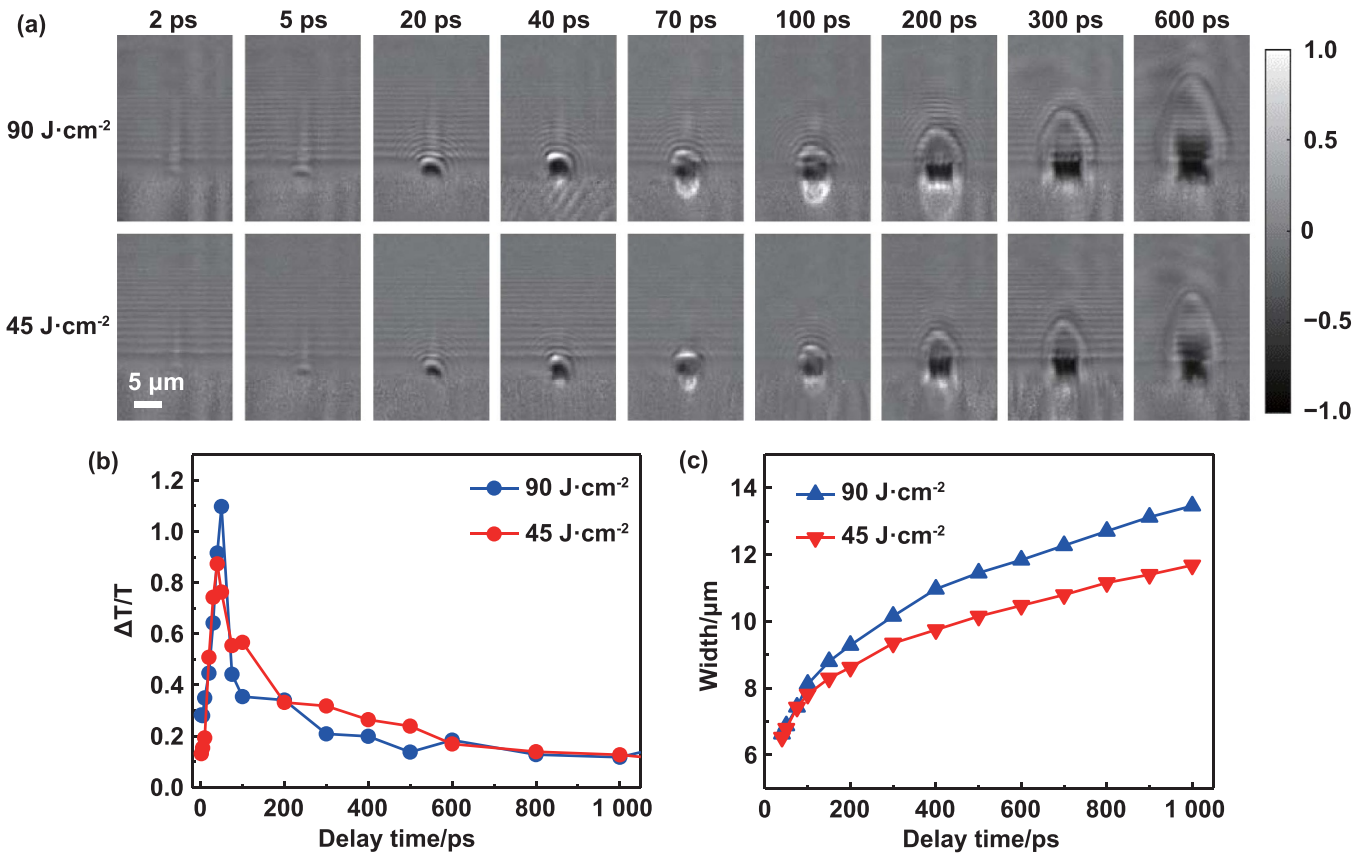 (a)
2 ps 5 ps 20 ps 40 ps 70 ps 100 ps 200 ps 300 ps 600 ps
90 J·cm⁻²
45 J·cm⁻²
5 μm
1.0
0.5
0
−0.5
−1.0
(b)
ΔT/T
1.2
1.0
0.8
0.6
0.4
0.2
0.0
90 J·cm⁻²
45 J·cm⁻²
0 200 400 600 800 1 000
Delay time/ps
(c)
Width/μm
14
12
10
8
6
90 J·cm⁻²
45 J·cm⁻²
0 200 400 600 800 1 000
Delay time/ps